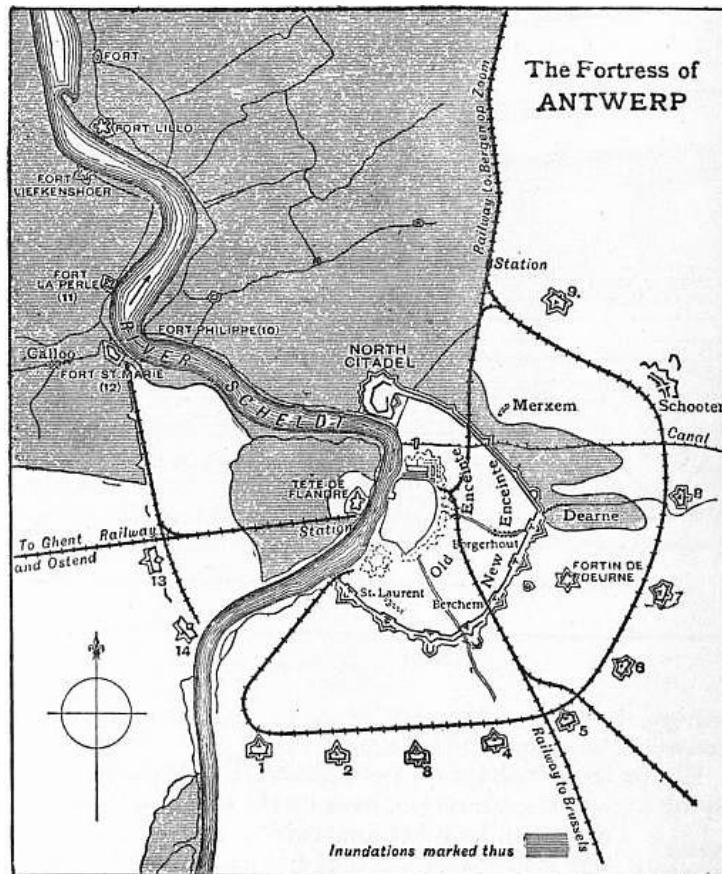 The Fortress of
ANTWERP
FORT
FORT LILLO
FORT
LIEFKENSHOER
Railway to Bergen op Zoom
Station
FORT
LA PERLE
(11)
9.
FORT PHILIPPE (10)
RIVER SCHELDT
Calloo
FORT ST. MARIE
(12)
NORTH
CITADEL
Merxem
Schooten
Canal
TETE DE
FLANDRE
Old Enceinte
New Enceinte
8
Dearne
To Ghent Railway
and Ostend
Station
Borgerhout
13
FORTIN DE
DEURNE
St. Laurent
Berchem
7
14
6
5
1
2
3
4
Railway to Brussels
Inundations marked thus